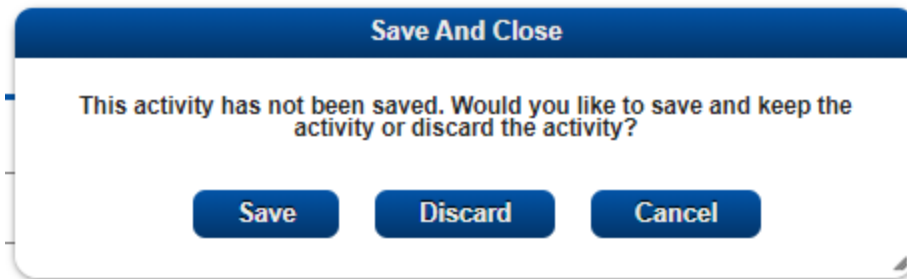 Save And Close
This activity has not been saved. Would you like to save and keep the
activity or discard the activity?
Save Discard Cancel